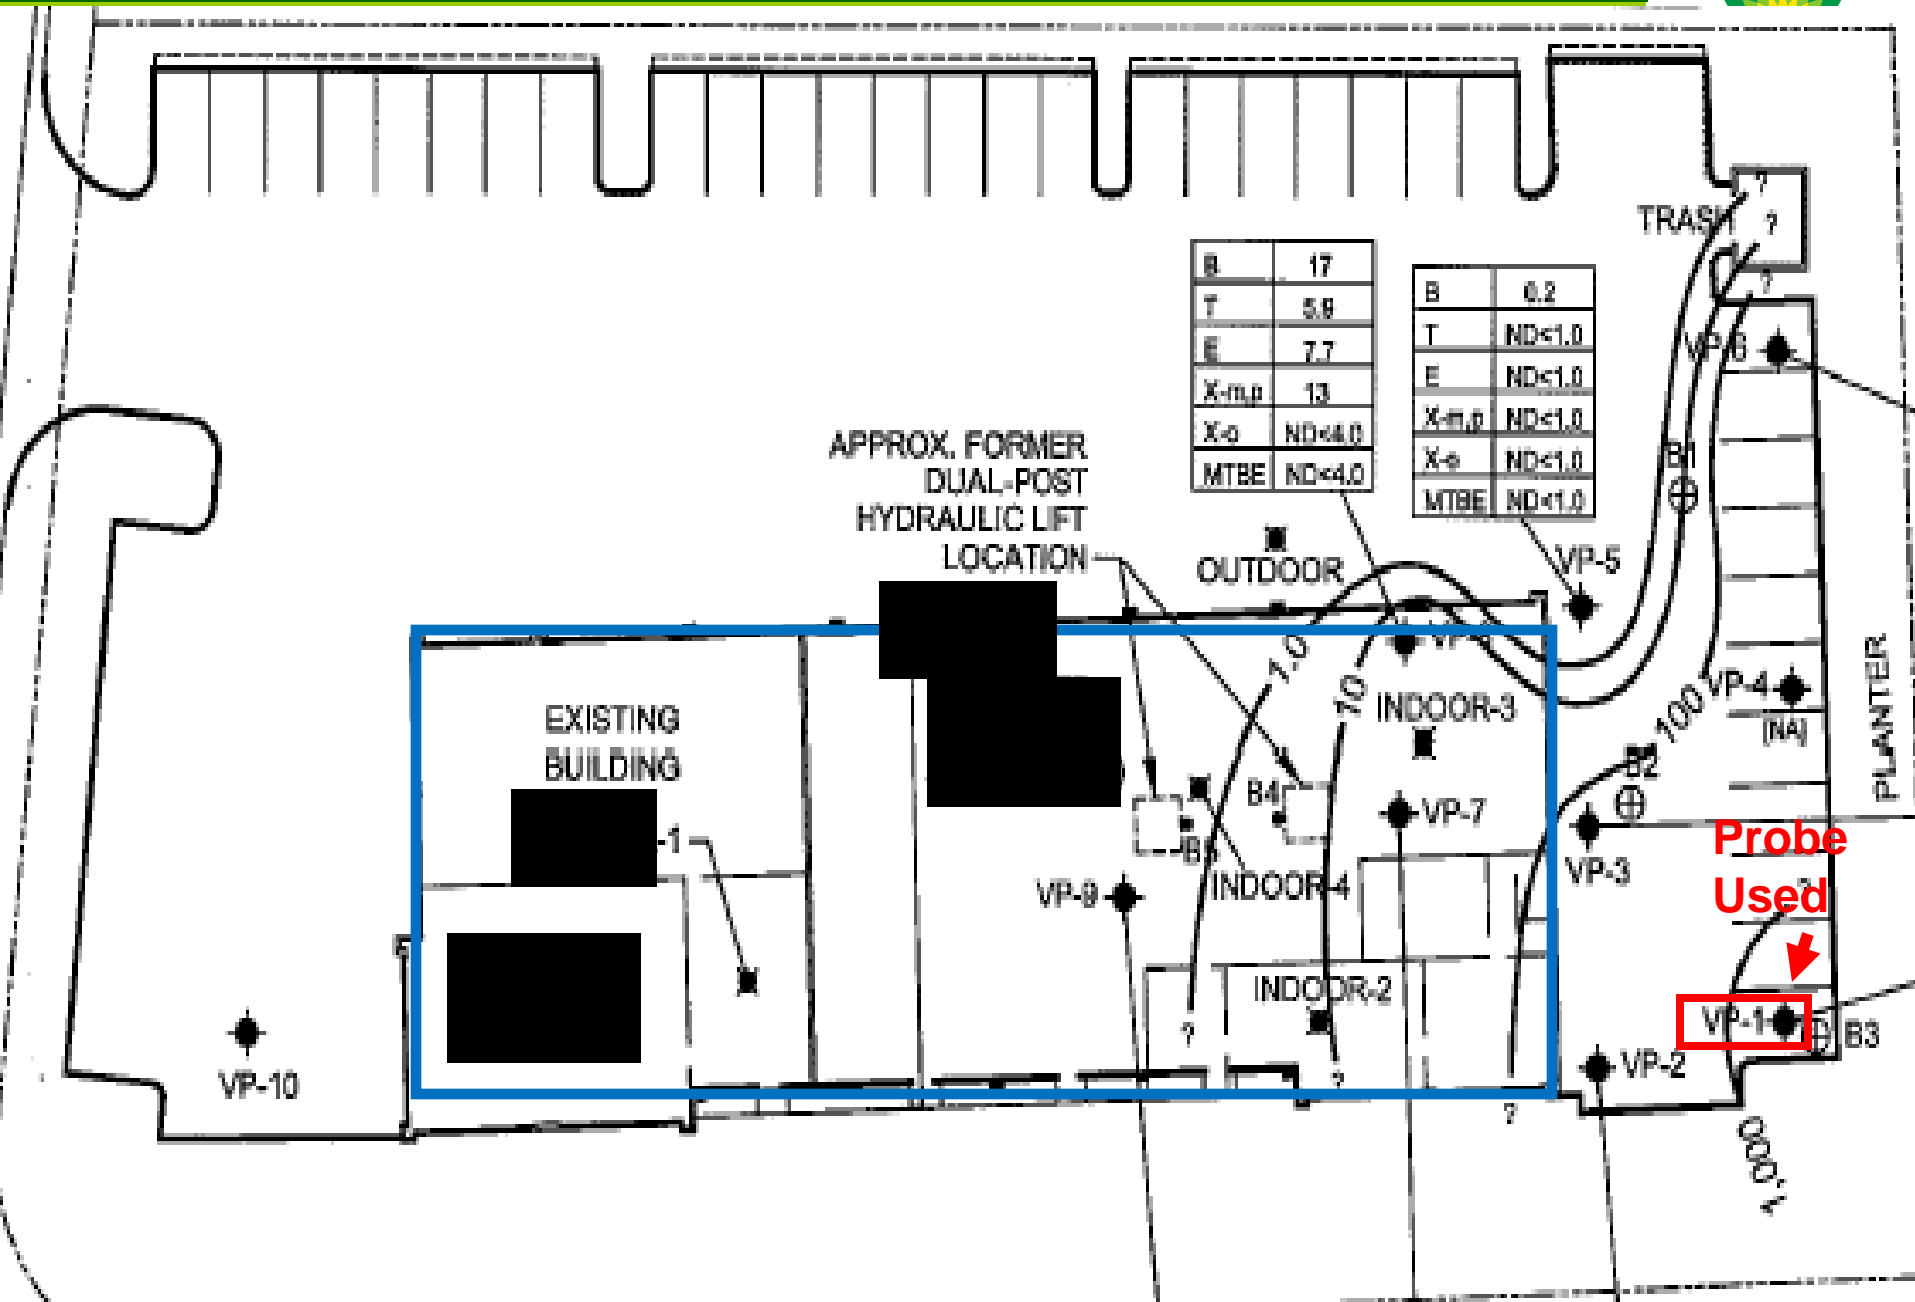 TRASH
?
?
?
B 17
T 5.9
E 7.7
X-m,p 13
X-o ND<4.0
MTBE ND<4.0
B 6.2
T ND<1.0
E ND<1.0
X-m,p ND<1.0
X-o ND<1.0
MTBE ND<1.0
VP-6
B1
APPROX. FORMER
DUAL-POST
HYDRAULIC LIFT
LOCATION
OUTDOOR
VP-5
1.0
10
100
INDOOR-3
VP-4
[NA]
PLANTER
EXISTING
BUILDING
B2
B4
VP-7
-1
B5
VP-3
Probe
Used
VP-9
INDOOR-4
INDOOR-2
VP-1
B3
?
?
?
VP-2
VP-10
1,000